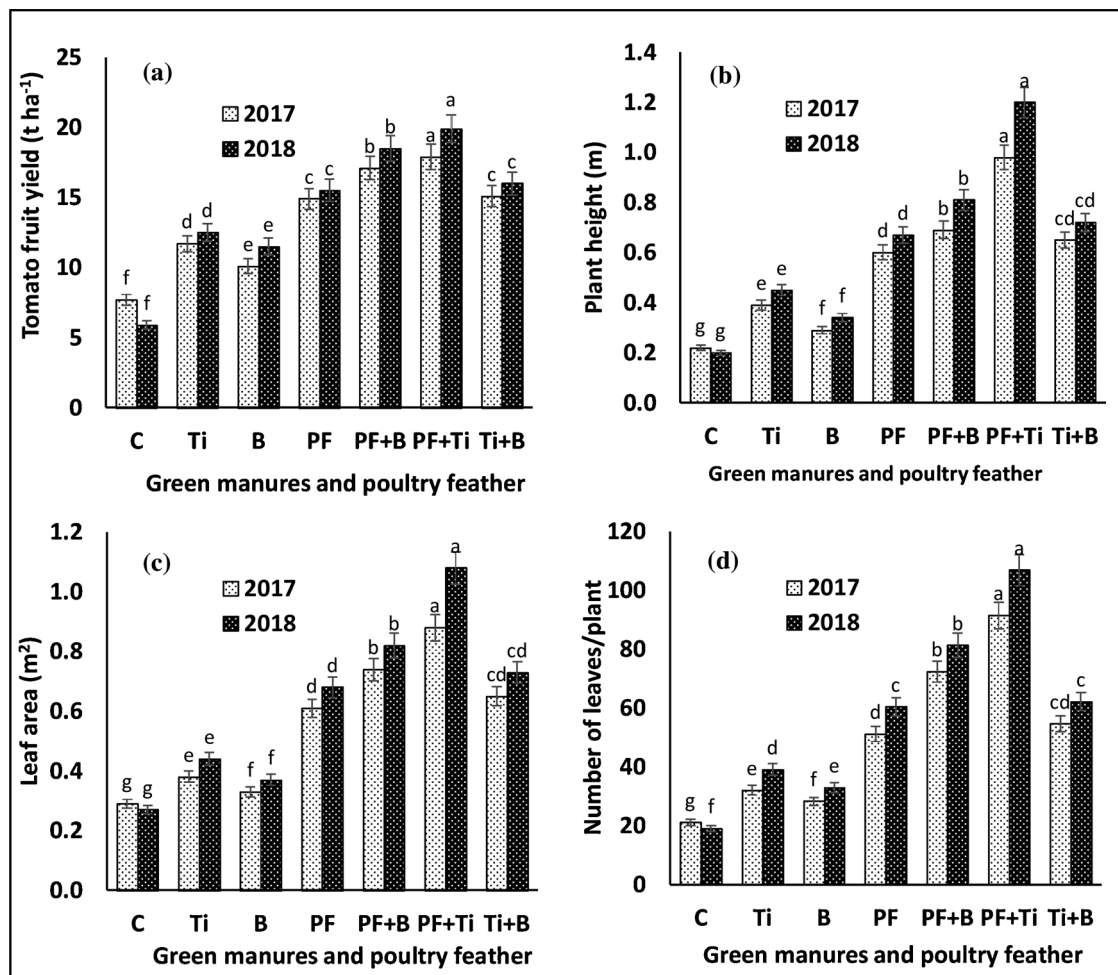 (a)
Tomato fruit yield (t ha⁻¹)
25
20
15
10
5
0
2017
2018
f f d d e e c c b b a a c c
C Ti B PF PF+B PF+Ti Ti+B
Green manures and poultry feather
(b)
Plant height (m)
1.4
1.2
1.0
0.8
0.6
0.4
0.2
0.0
2017
2018
g g e e f f d d b b a a cd cd
C Ti B PF PF+B PF+Ti Ti+B
Green manures and poultry feather
(c)
Leaf area (m²)
1.2
1.0
0.8
0.6
0.4
0.2
0.0
2017
2018
g g e e f f d d b b a a cd cd
C Ti B PF PF+B PF+Ti Ti+B
Green manures and poultry feather
(d)
Number of leaves/plant
120
100
80
60
40
20
0
2017
2018
g f e d f e d c b b a a cd c
C Ti B PF PF+B PF+Ti Ti+B
Green manures and poultry feather